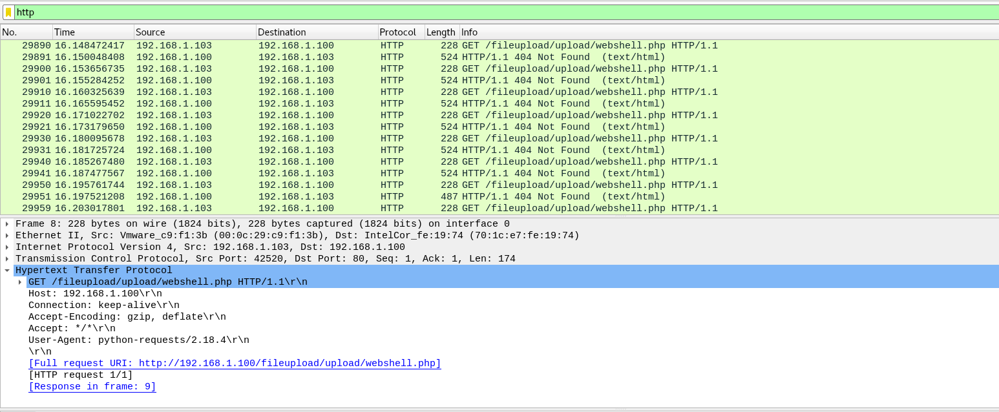 http
No. Time Source Destination Protocol Length Info
29890 16.148472417 192.168.1.103 192.168.1.100 HTTP 228 GET /fileupload/upload/webshell.php HTTP/1.1
29891 16.150048408 192.168.1.100 192.168.1.103 HTTP 524 HTTP/1.1 404 Not Found (text/html)
29900 16.153656735 192.168.1.103 192.168.1.100 HTTP 228 GET /fileupload/upload/webshell.php HTTP/1.1
29901 16.155284252 192.168.1.100 192.168.1.103 HTTP 524 HTTP/1.1 404 Not Found (text/html)
29910 16.160325639 192.168.1.103 192.168.1.100 HTTP 228 GET /fileupload/upload/webshell.php HTTP/1.1
29911 16.165595452 192.168.1.100 192.168.1.103 HTTP 524 HTTP/1.1 404 Not Found (text/html)
29920 16.171022702 192.168.1.103 192.168.1.100 HTTP 228 GET /fileupload/upload/webshell.php HTTP/1.1
29921 16.173179650 192.168.1.100 192.168.1.103 HTTP 524 HTTP/1.1 404 Not Found (text/html)
29930 16.180095678 192.168.1.103 192.168.1.100 HTTP 228 GET /fileupload/upload/webshell.php HTTP/1.1
29931 16.181725724 192.168.1.100 192.168.1.103 HTTP 524 HTTP/1.1 404 Not Found (text/html)
29940 16.185267480 192.168.1.103 192.168.1.100 HTTP 228 GET /fileupload/upload/webshell.php HTTP/1.1
29941 16.187477567 192.168.1.100 192.168.1.103 HTTP 524 HTTP/1.1 404 Not Found (text/html)
29950 16.195761744 192.168.1.103 192.168.1.100 HTTP 228 GET /fileupload/upload/webshell.php HTTP/1.1
29951 16.197521208 192.168.1.100 192.168.1.103 HTTP 487 HTTP/1.1 404 Not Found (text/html)
29959 16.203017801 192.168.1.103 192.168.1.100 HTTP 228 GET /fileupload/upload/webshell.php HTTP/1.1
Frame 8: 228 bytes on wire (1824 bits), 228 bytes captured (1824 bits) on interface 0
Ethernet II, Src: Vmware_c9:f1:3b (00:0c:29:c9:f1:3b), Dst: IntelCor_fe:19:74 (70:1c:e7:fe:19:74)
Internet Protocol Version 4, Src: 192.168.1.103, Dst: 192.168.1.100
Transmission Control Protocol, Src Port: 42520, Dst Port: 80, Seq: 1, Ack: 1, Len: 174
Hypertext Transfer Protocol
GET /fileupload/upload/webshell.php HTTP/1.1\r\n
Host: 192.168.1.100\r\n
Connection: keep-alive\r\n
Accept-Encoding: gzip, deflate\r\n
Accept: */*\r\n
User-Agent: python-requests/2.18.4\r\n
\r\n
[Full request URI: http://192.168.1.100/fileupload/upload/webshell.php]
[HTTP request 1/1]
[Response in frame: 9]